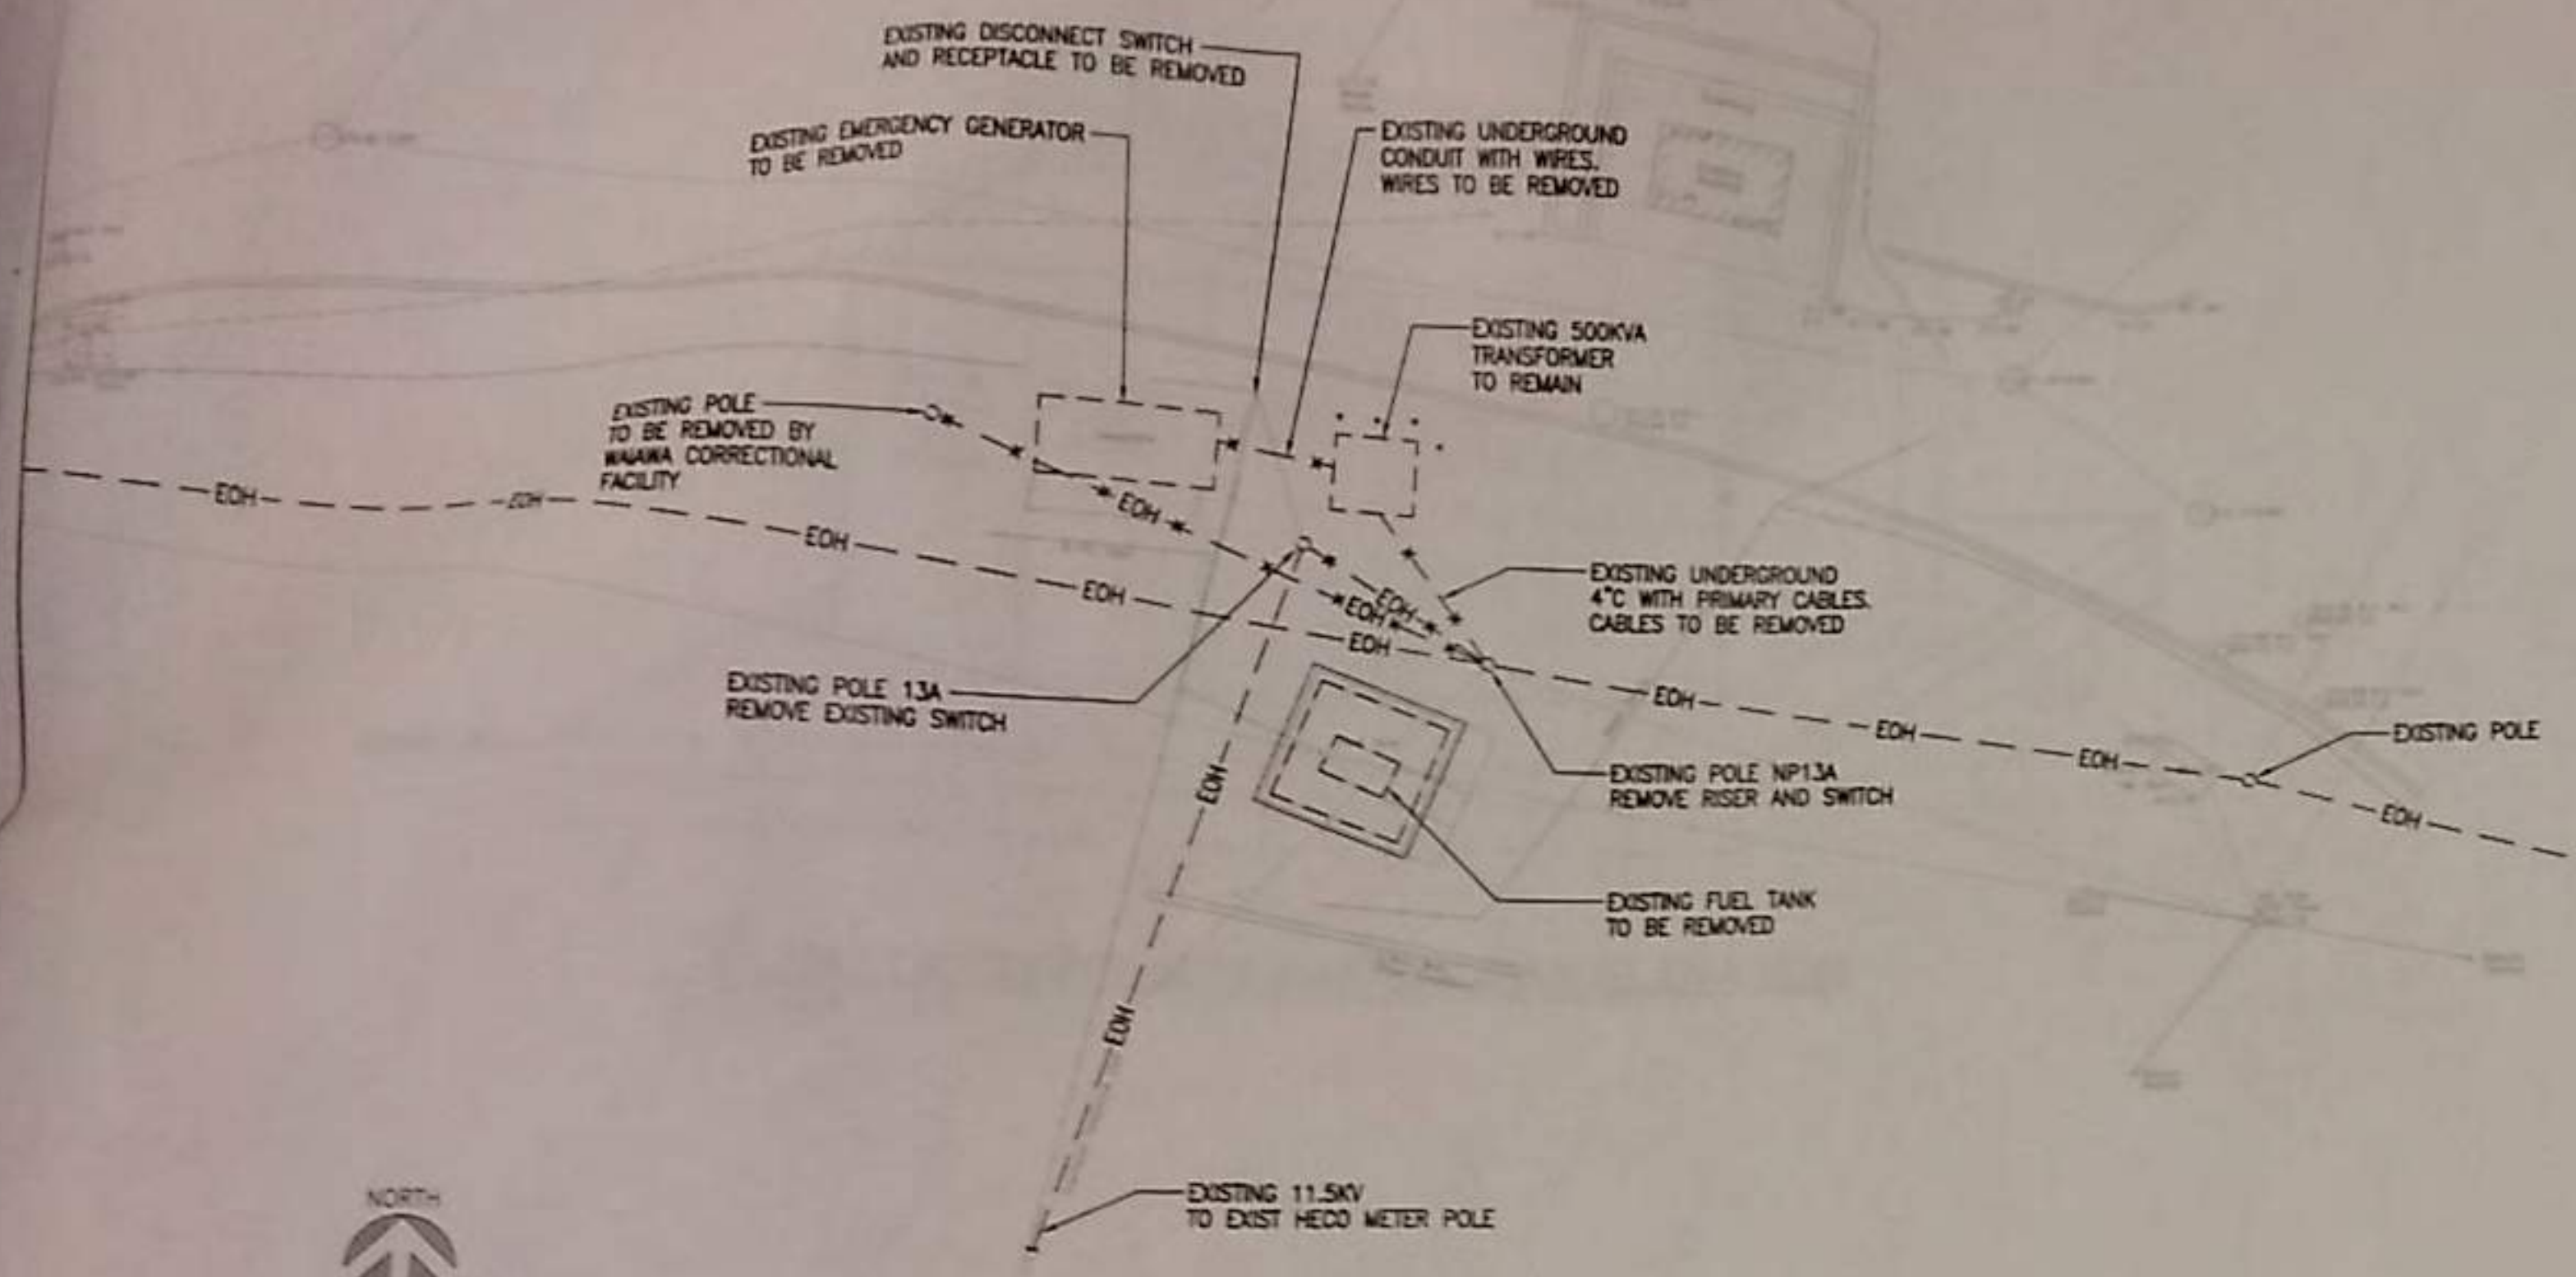 EXISTING DISCONNECT SWITCH
AND RECEPTACLE TO BE REMOVED
EXISTING EMERGENCY GENERATOR
TO BE REMOVED
EXISTING UNDERGROUND
CONDUIT WITH WIRES.
WIRES TO BE REMOVED
EXISTING 500KVA
TRANSFORMER
TO REMAIN
EXISTING POLE
TO BE REMOVED BY
WAIAWA CORRECTIONAL
FACILITY
EOH
EOH
EOH
EOH
EOH
EOH
EOH
EOH
EXISTING UNDERGROUND
4"C WITH PRIMARY CABLES.
CABLES TO BE REMOVED
EXISTING POLE 13A
REMOVE EXISTING SWITCH
EOH
EOH
EOH
EOH
EXISTING POLE
EXISTING POLE NP13A
REMOVE RISER AND SWITCH
EOH
EXISTING FUEL TANK
TO BE REMOVED
EOH
EXISTING 11.5KV
TO EXIST HECO METER POLE
NORTH